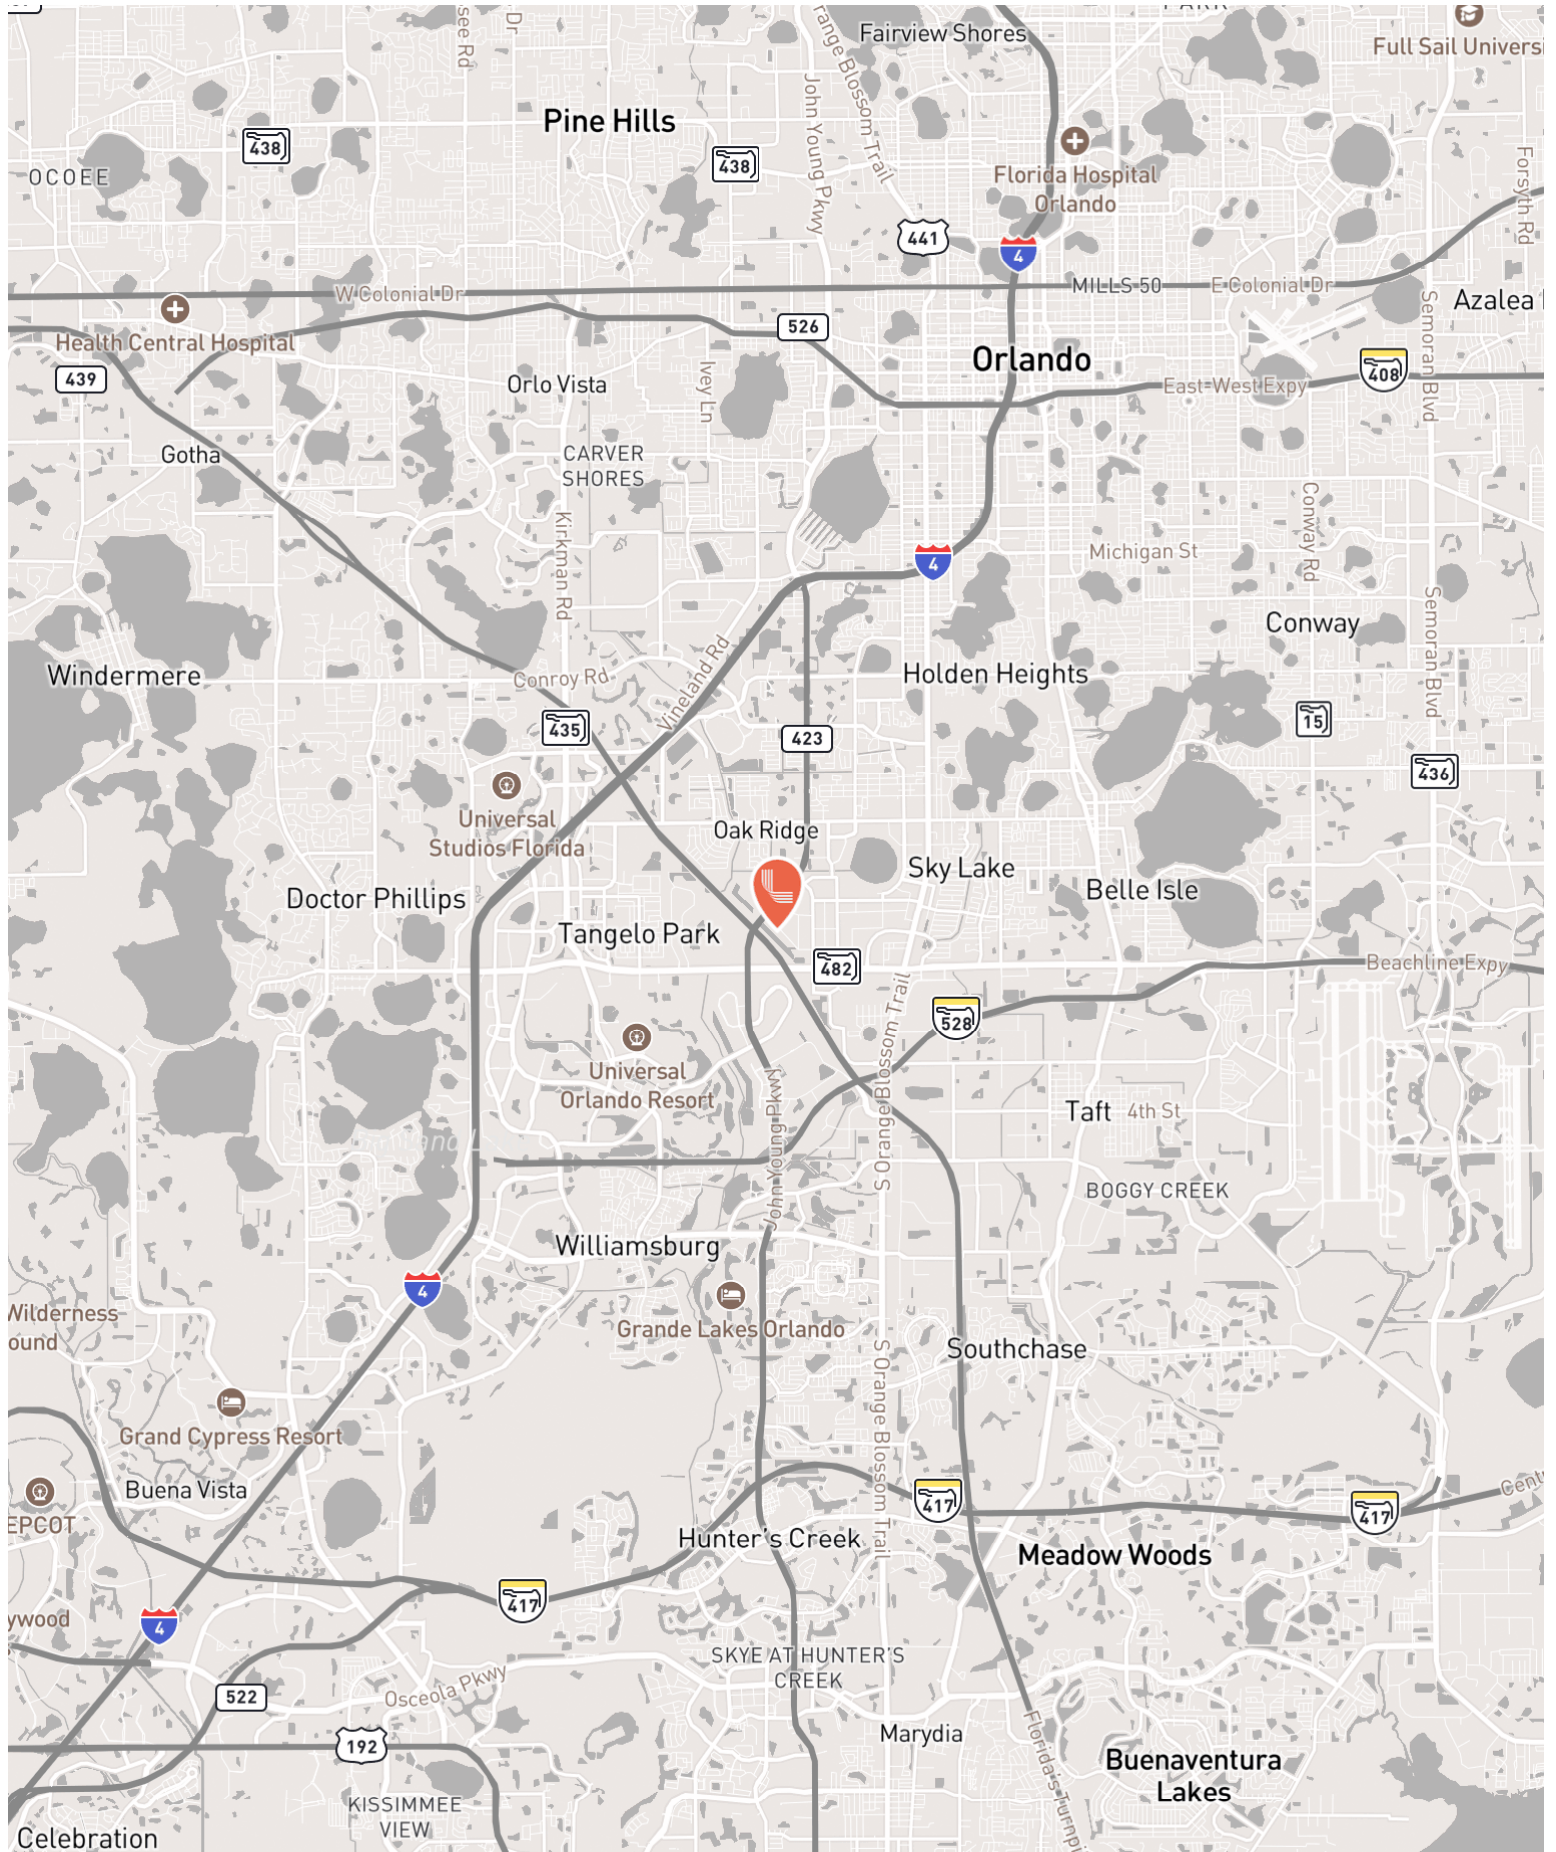 Fairview Shores
Full Sail
Pine Hills
John Young Pkwy
438
438
OCOEE
Florida Hospital
Orlando
Forsyth Rd
441
4
W Colonial Dr
MILLS 50
E Colonial Dr
Azalea
Health Central Hospital
526
439
Orlando
408
Orlo Vista
Ivey Ln
East-West Expy
Semoran Blvd
Gotha
CARVER
SHORES
Kirkman Rd
4
Michigan St
Conway Rd
Conway
Semoran Blvd
Windermere
Conroy Rd
Vineland Rd
Holden Heights
435
423
15
436
Universal
Studios Florida
Oak Ridge
Sky Lake
Belle Isle
Doctor Phillips
Tangelo Park
482
Beachline Expy
528
S Orange Blossom Trail
Universal
Orlando Resort
Taft
4th St
John Young Pkwy
BOGGY CREEK
Williamsburg
4
Grande Lakes Orlando
Wilderness
Southchase
S Orange Blossom Trail
Grand Cypress Resort
Buena Vista
EPCOT
417
417
Hunter's Creek
Meadow Woods
417
4
SKYE AT HUNTER'S
CREEK
522
Osceola Pkwy
192
Marydia
Buenaventura
Lakes
KISSIMMEE
VIEW
Florida's
Celebration